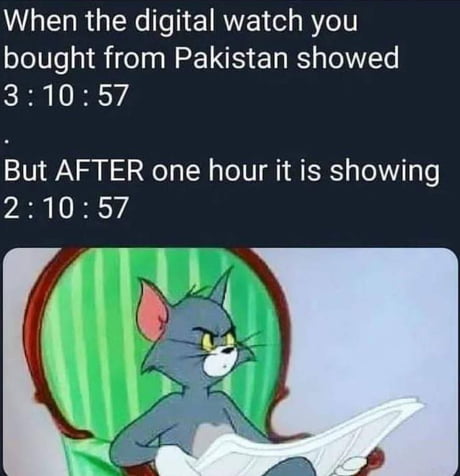 When the digital watch you
bought from Pakistan showed
3 : 10 : 57
.
But AFTER one hour it is showing
2 : 10 : 57